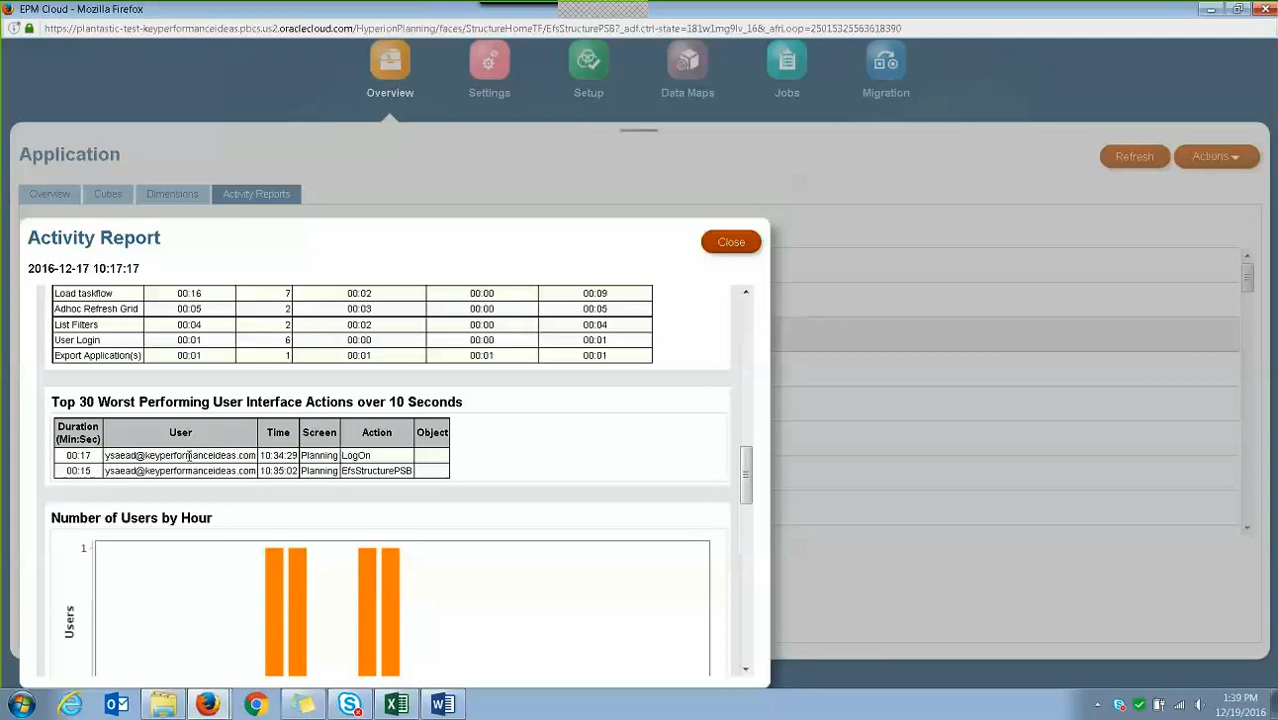 EPM Cloud - Mozilla Firefox
https://plantastic-test-keyperformanceideas.pbcs.us2.oraclecloud.com/HyperionPlanning/faces/StructureHomeTF/EfsStructurePSB?_adf.ctrl-state=181w1mg9lv_16&_afrLoop=25015325563618390
Overview Settings Setup Data Maps Jobs Migration
Application
Refresh Actions
Overview Cubes Dimensions Activity Reports
Activity Report
Close
2016-12-17 10:17:17
Load taskflow 00:16 7 00:02 00:00 00:09
Adhoc Refresh Grid 00:05 2 00:03 00:00 00:05
List Filters 00:04 2 00:02 00:00 00:04
User Login 00:01 6 00:00 00:00 00:01
Export Application(s) 00:01 1 00:01 00:01 00:01
Top 30 Worst Performing User Interface Actions over 10 Seconds
Duration (Min:Sec) User Time Screen Action Object
00:17 ysaead@keyperformanceideas.com 10:34:29 Planning LogOn
00:15 ysaead@keyperformanceideas.com 10:35:02 Planning EfsStructurePSB
Number of Users by Hour
1
Users
1:39 PM
12/19/2016